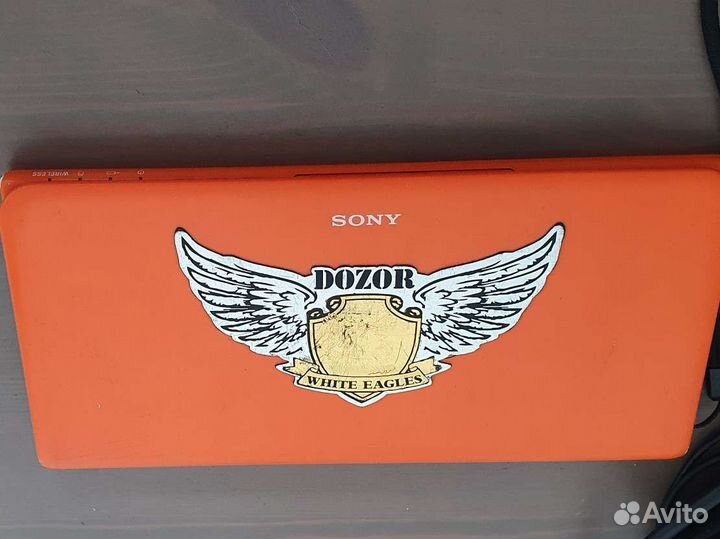 WIRELESS
SONY
DOZOR
WHITE EAGLES
Avito